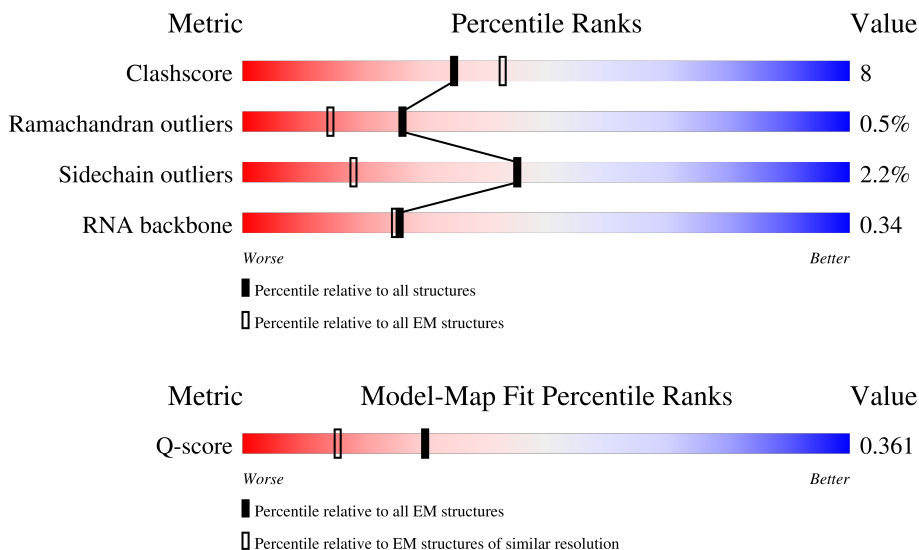 Metric Percentile Ranks Value
Clashscore 8
Ramachandran outliers 0.5%
Sidechain outliers 2.2%
RNA backbone 0.34
Worse Better
Percentile relative to all structures
Percentile relative to all EM structures
Metric Model-Map Fit Percentile Ranks Value
Q-score 0.361
Worse Better
Percentile relative to all EM structures
Percentile relative to EM structures of similar resolution